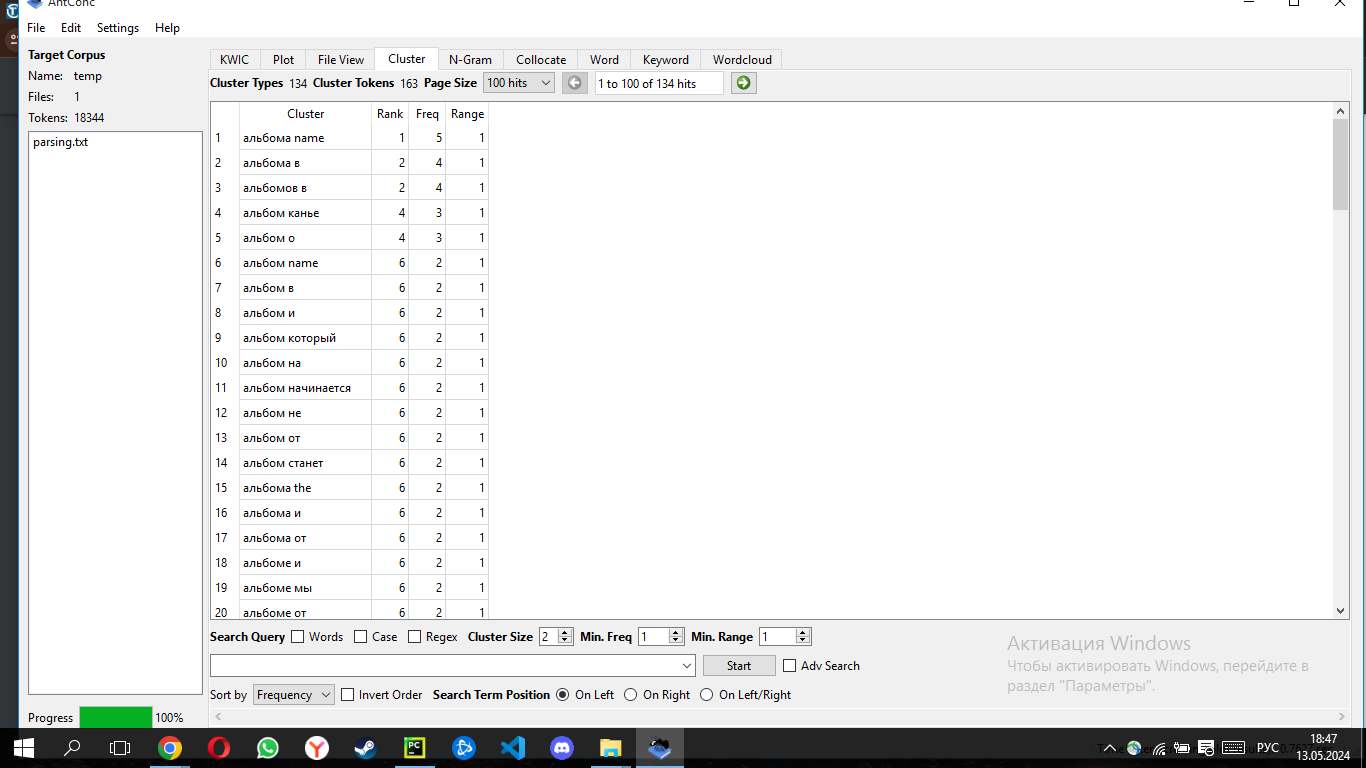 AntConc
File Edit Settings Help
Target Corpus
Name: temp
Files: 1
Tokens: 18344
parsing.txt
Progress 100%
KWIC Plot File View Cluster N-Gram Collocate Word Keyword Wordcloud
Cluster Types 134 Cluster Tokens 163 Page Size 100 hits 1 to 100 of 134 hits
Cluster Rank Freq Range
1 альбома name 1 5 1
2 альбома в 2 4 1
3 альбомов в 2 4 1
4 альбом канье 4 3 1
5 альбом о 4 3 1
6 альбом name 6 2 1
7 альбом в 6 2 1
8 альбом и 6 2 1
9 альбом который 6 2 1
10 альбом на 6 2 1
11 альбом начинается 6 2 1
12 альбом не 6 2 1
13 альбом от 6 2 1
14 альбом станет 6 2 1
15 альбома the 6 2 1
16 альбома и 6 2 1
17 альбома от 6 2 1
18 альбоме и 6 2 1
19 альбоме мы 6 2 1
20 альбоме от 6 2 1
Search Query Words Case Regex Cluster Size 2 Min. Freq 1 Min. Range 1
Start Adv Search
Sort by Frequency Invert Order Search Term Position On Left On Right On Left/Right
Активация Windows
Чтобы активировать Windows, перейдите в
раздел "Параметры".
РУС
18:47
13.05.2024